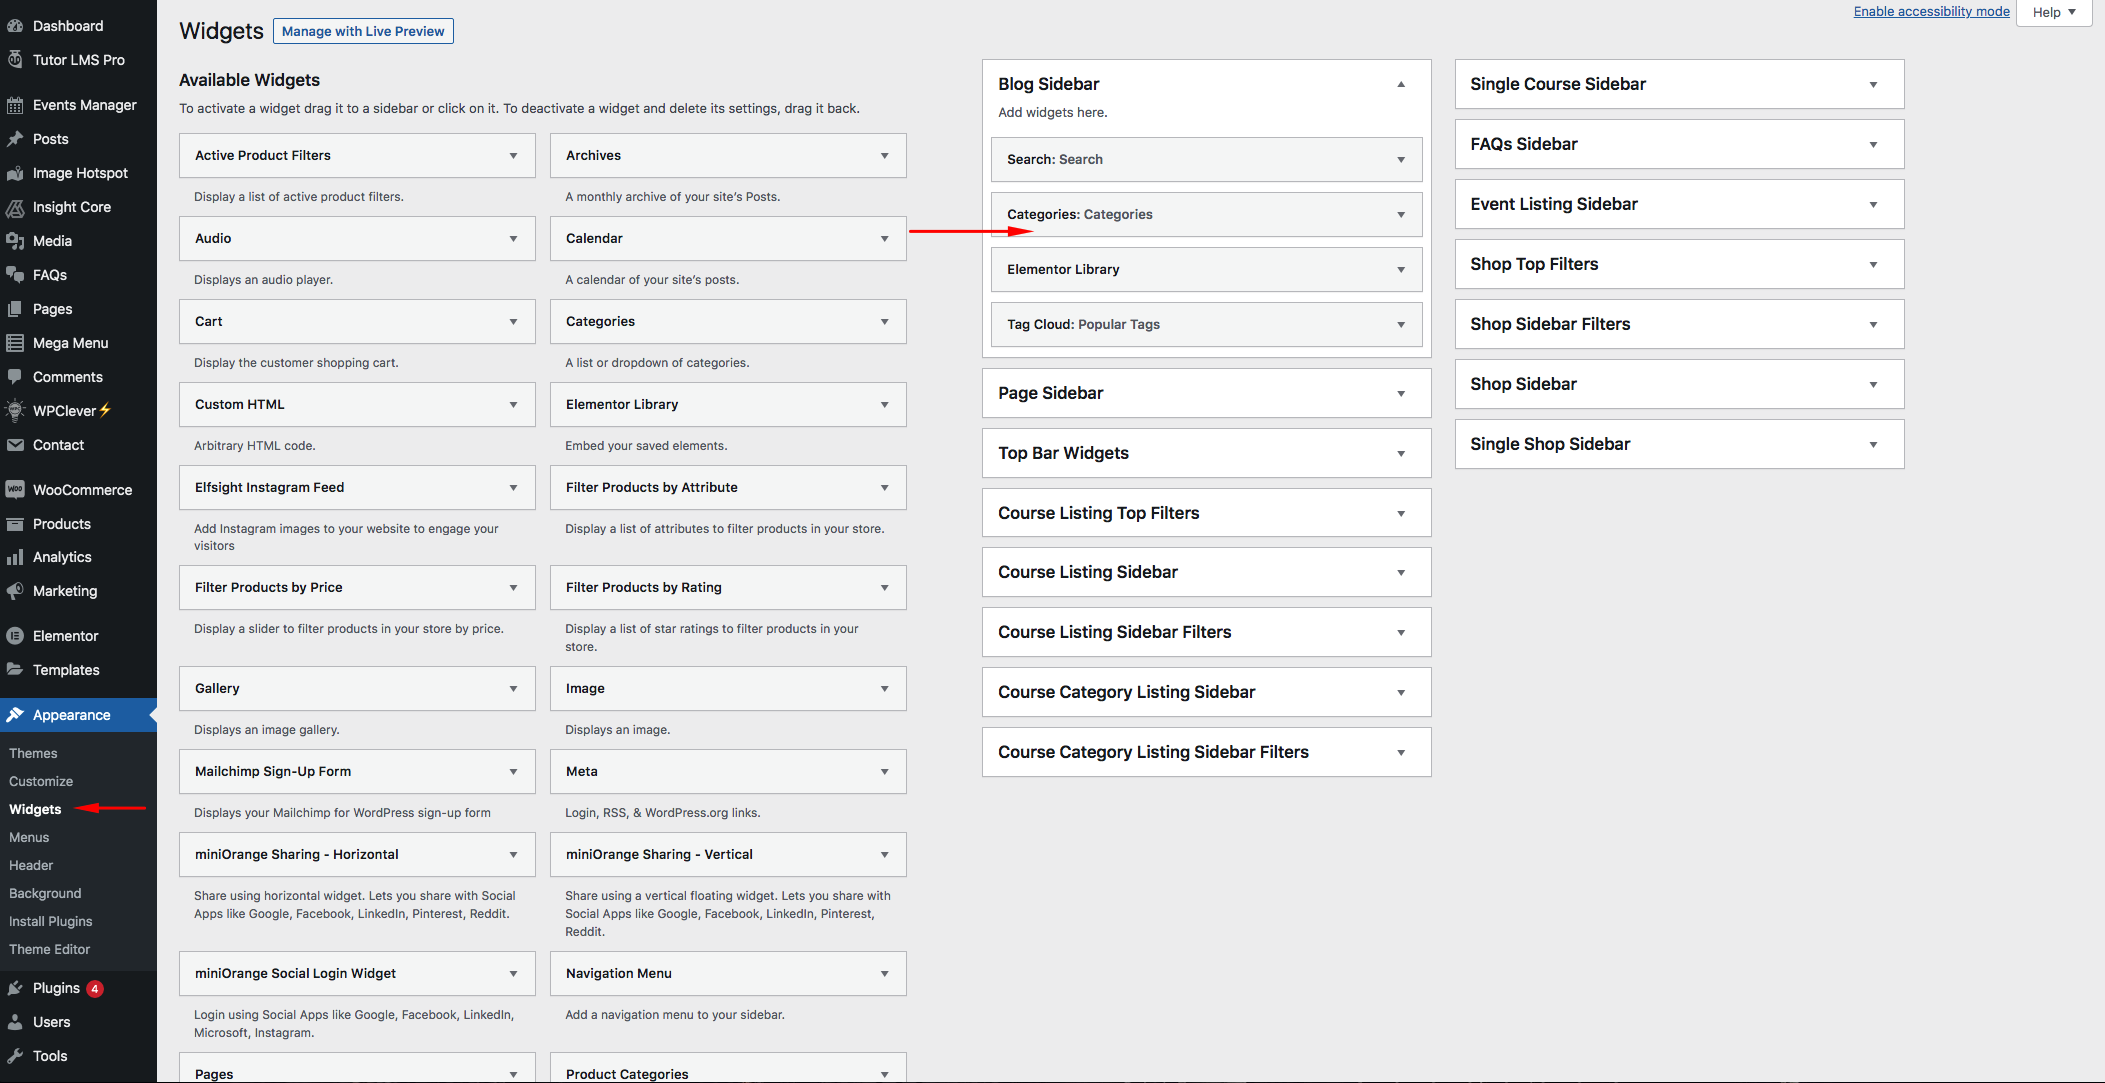 Dashboard
Tutor LMS Pro
Events Manager
Posts
Image Hotspot
Insight Core
Media
FAQs
Pages
Mega Menu
Comments
WPClever⚡
Contact
WooCommerce
Products
Analytics
Marketing
Elementor
Templates
Appearance
Themes
Customize
Widgets
Menus
Header
Background
Install Plugins
Theme Editor
Plugins 4
Users
Tools
Widgets Manage with Live Preview
Enable accessibility mode Help
Available Widgets
To activate a widget drag it to a sidebar or click on it. To deactivate a widget and delete its settings, drag it back.
Active Product Filters
Display a list of active product filters.
Archives
A monthly archive of your site’s Posts.
Audio
Displays an audio player.
Calendar
A calendar of your site’s posts.
Cart
Display the customer shopping cart.
Categories
A list or dropdown of categories.
Custom HTML
Arbitrary HTML code.
Elementor Library
Embed your saved elements.
Elfsight Instagram Feed
Add Instagram images to your website to engage your
visitors
Filter Products by Attribute
Display a list of attributes to filter products in your store.
Filter Products by Price
Display a slider to filter products in your store by price.
Filter Products by Rating
Display a list of star ratings to filter products in your
store.
Gallery
Displays an image gallery.
Image
Displays an image.
Mailchimp Sign-Up Form
Displays your Mailchimp for WordPress sign-up form
Meta
Login, RSS, & WordPress.org links.
miniOrange Sharing - Horizontal
Share using horizontal widget. Lets you share with Social
Apps like Google, Facebook, LinkedIn, Pinterest, Reddit.
miniOrange Sharing - Vertical
Share using a vertical floating widget. Lets you share with
Social Apps like Google, Facebook, LinkedIn, Pinterest,
Reddit.
miniOrange Social Login Widget
Login using Social Apps like Google, Facebook, LinkedIn,
Microsoft, Instagram.
Navigation Menu
Add a navigation menu to your sidebar.
Pages
Product Categories
Blog Sidebar
Add widgets here.
Search: Search
Categories: Categories
Elementor Library
Tag Cloud: Popular Tags
Page Sidebar
Top Bar Widgets
Course Listing Top Filters
Course Listing Sidebar
Course Listing Sidebar Filters
Course Category Listing Sidebar
Course Category Listing Sidebar Filters
Single Course Sidebar
FAQs Sidebar
Event Listing Sidebar
Shop Top Filters
Shop Sidebar Filters
Shop Sidebar
Single Shop Sidebar